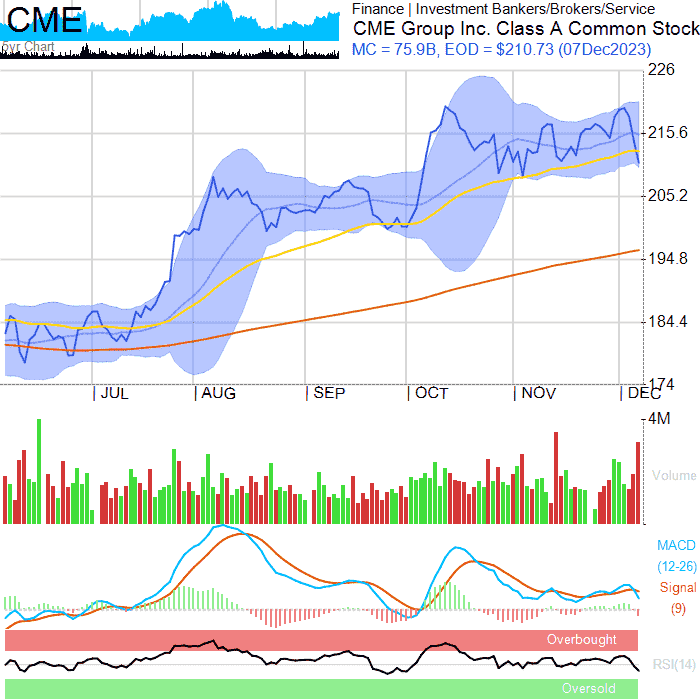 CME
5yr Chart
Finance | Investment Bankers/Brokers/Service
CME Group Inc. Class A Common Stock
MC = 75.9B, EOD = $210.73 (07Dec2023)
226
215.6
205.2
194.8
184.4
174
JUL AUG SEP OCT NOV DEC
4M
Volume
MACD
(12-26)
Signal
(9)
Overbought
RSI(14)
Oversold